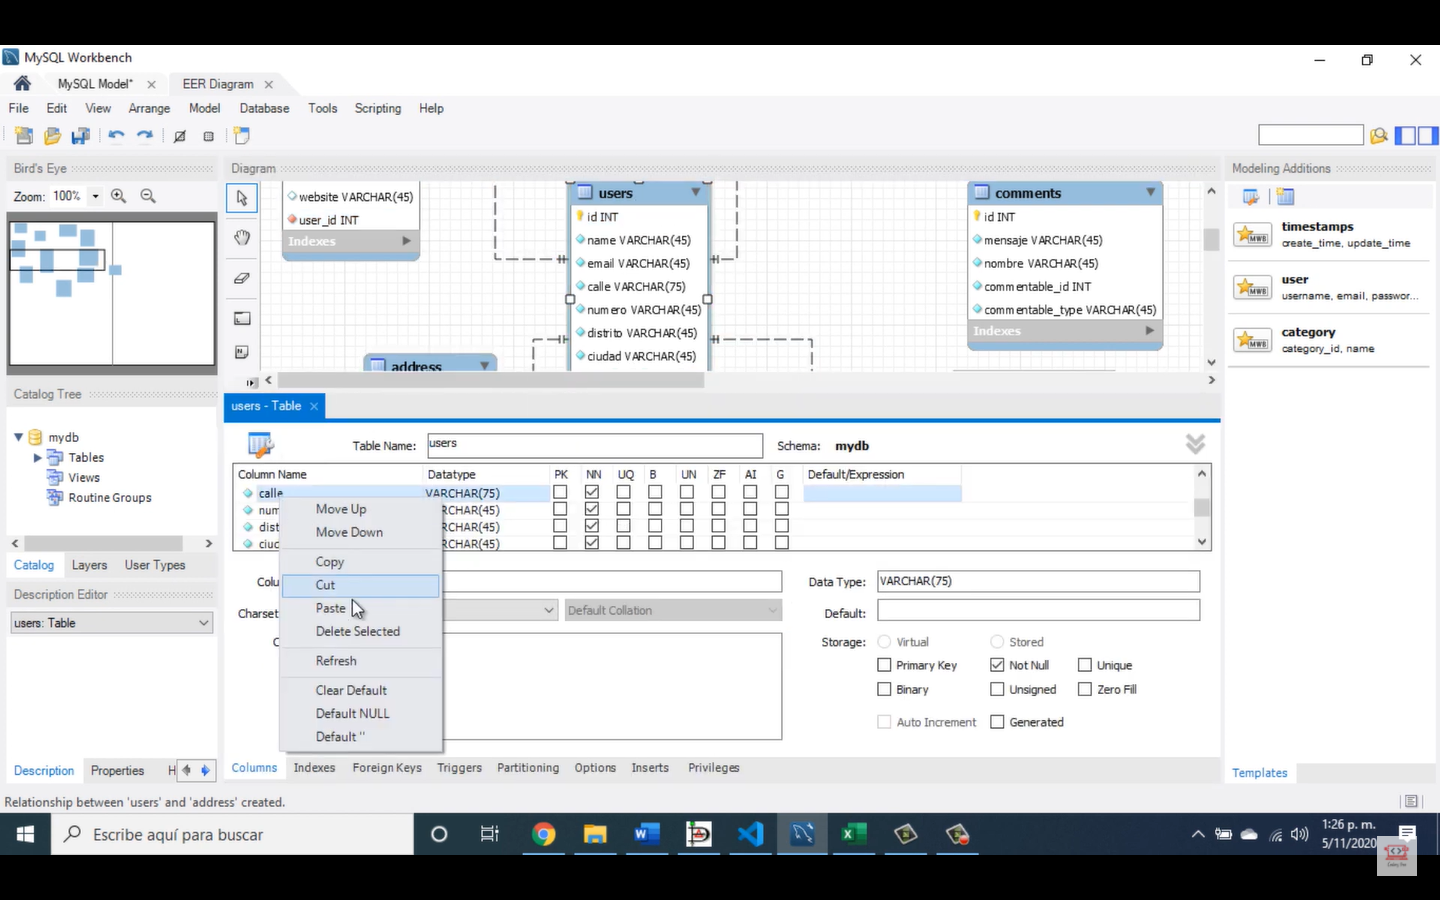 MySQL Workbench
MySQL Model*
EER Diagram
File Edit View Arrange Model Database Tools Scripting Help
Bird's Eye
Zoom: 100%
Diagram
website VARCHAR(45)
user_id INT
Indexes
users
id INT
name VARCHAR(45)
email VARCHAR(45)
calle VARCHAR(75)
numero VARCHAR(45)
distrito VARCHAR(45)
ciudad VARCHAR(45)
address
comments
id INT
mensaje VARCHAR(45)
nombre VARCHAR(45)
commentable_id INT
commentable_type VARCHAR(45)
Indexes
Modeling Additions
timestamps
create_time, update_time
user
username, email, passwor...
category
category_id, name
Templates
Catalog Tree
mydb
Tables
Views
Routine Groups
Catalog Layers User Types
Description Editor
users: Table
Description Properties H
users - Table
Table Name: users Schema: mydb
Column Name Datatype PK NN UQ B UN ZF AI G Default/Expression
calle VARCHAR(75)
num RCHAR(45)
dist RCHAR(45)
ciuc RCHAR(45)
Move Up
Move Down
Copy
Cut
Paste
Delete Selected
Refresh
Clear Default
Default NULL
Default ''
Colu
Charset
C
Default Collation
Data Type: VARCHAR(75)
Default:
Storage: Virtual Stored
Primary Key Not Null Unique
Binary Unsigned Zero Fill
Auto Increment Generated
Columns Indexes Foreign Keys Triggers Partitioning Options Inserts Privileges
Relationship between 'users' and 'address' created.
Escribe aquí para buscar
1:26 p. m.
5/11/2020